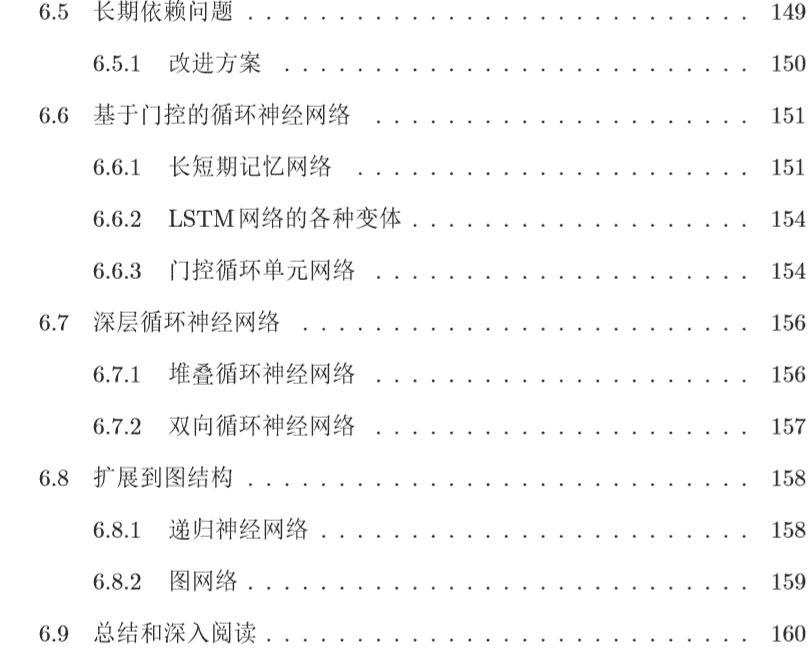 6.5 长期依赖问题 . . . . . . . . . . . . . . . . . . . . . . . . . . . . 149
6.5.1 改进方案 . . . . . . . . . . . . . . . . . . . . . . . . . . 150
6.6 基于门控的循环神经网络 . . . . . . . . . . . . . . . . . . . . . 151
6.6.1 长短期记忆网络 . . . . . . . . . . . . . . . . . . . . . . 151
6.6.2 LSTM网络的各种变体 . . . . . . . . . . . . . . . . . . . 154
6.6.3 门控循环单元网络 . . . . . . . . . . . . . . . . . . . . . 154
6.7 深层循环神经网络 . . . . . . . . . . . . . . . . . . . . . . . . . 156
6.7.1 堆叠循环神经网络 . . . . . . . . . . . . . . . . . . . . . 156
6.7.2 双向循环神经网络 . . . . . . . . . . . . . . . . . . . . . 157
6.8 扩展到图结构 . . . . . . . . . . . . . . . . . . . . . . . . . . . . 158
6.8.1 递归神经网络 . . . . . . . . . . . . . . . . . . . . . . . . 158
6.8.2 图网络 . . . . . . . . . . . . . . . . . . . . . . . . . . . . 159
6.9 总结和深入阅读 . . . . . . . . . . . . . . . . . . . . . . . . . . . 160